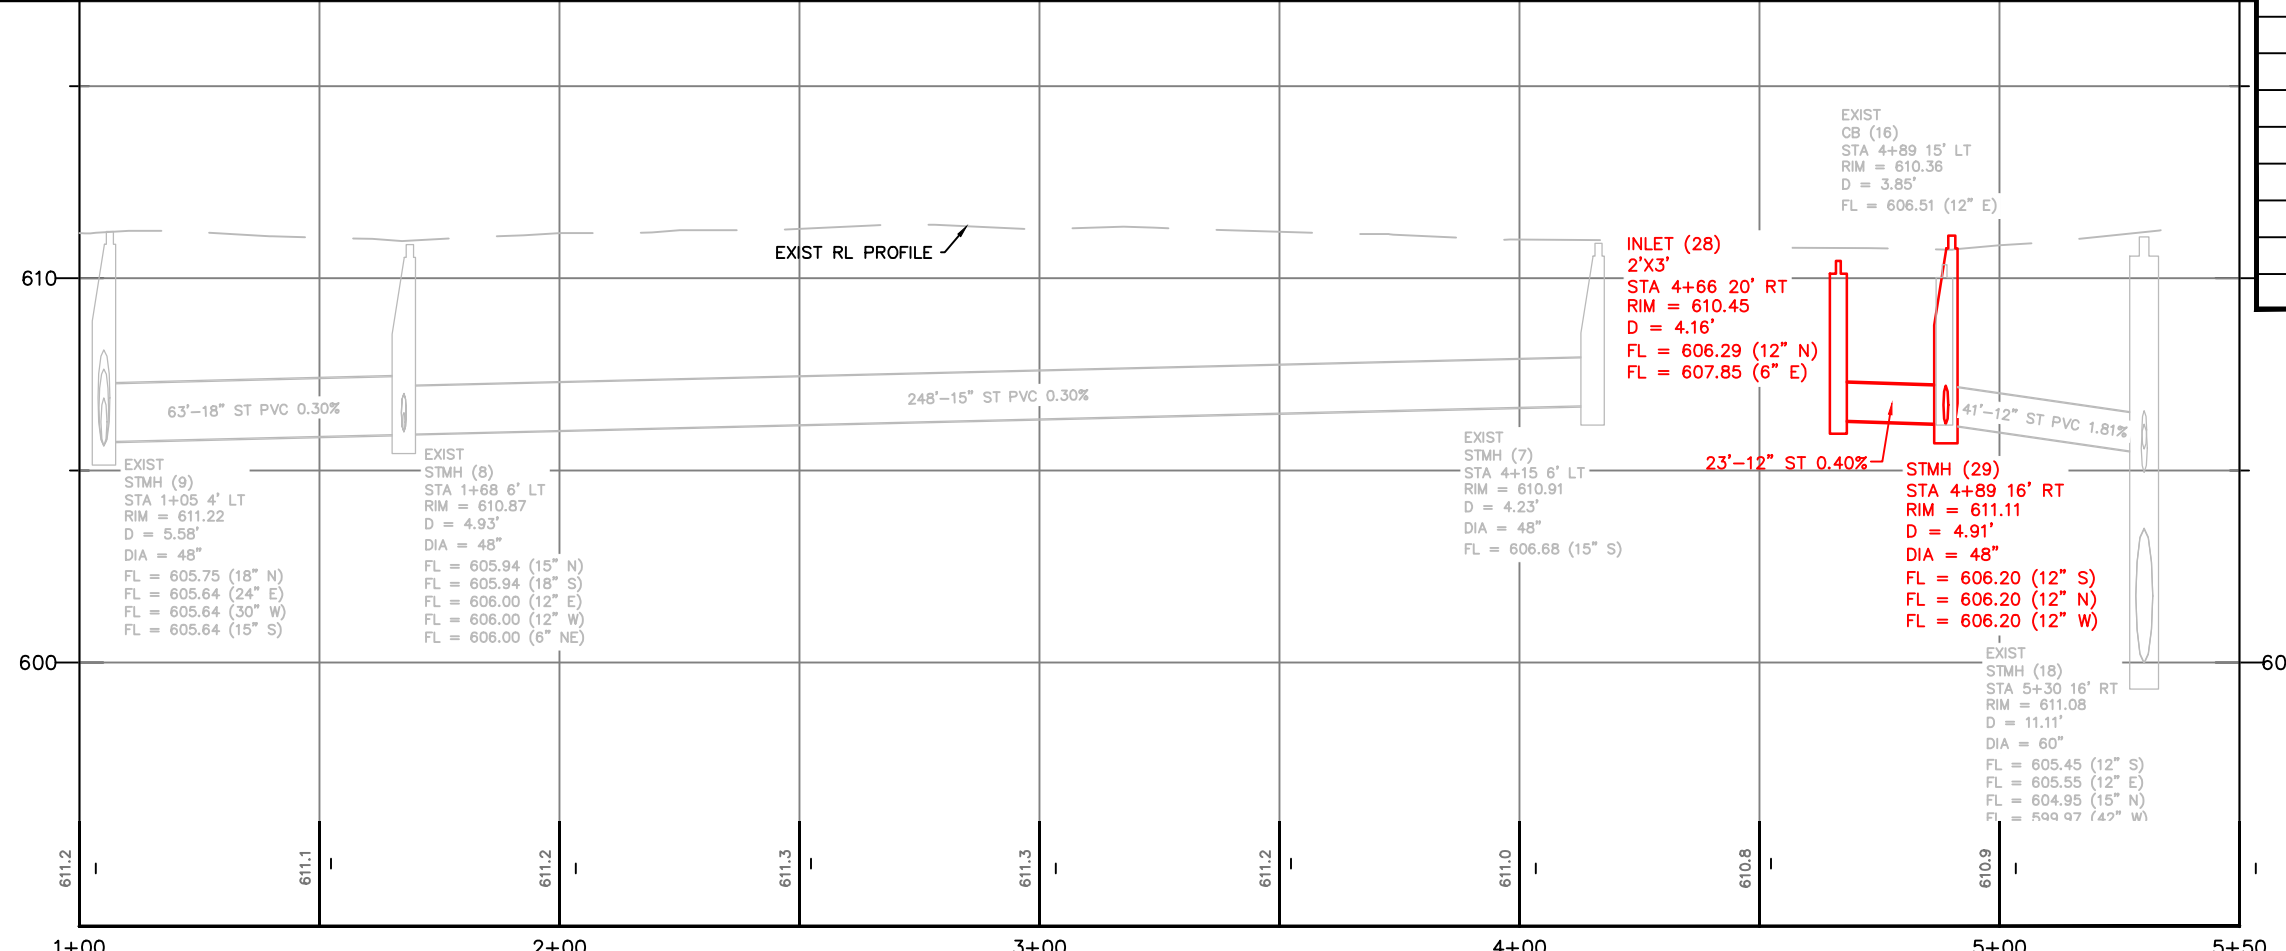 EXIST
CB (16)
STA 4+89 15' LT
RIM = 610.36
D = 3.85'
FL = 606.51 (12" E)
EXIST RL PROFILE
INLET (28)
2'X3'
STA 4+66 20' RT
RIM = 610.45
D = 4.16'
FL = 606.29 (12" N)
FL = 607.85 (6" E)
610
63'-18" ST PVC 0.30%
248'-15" ST PVC 0.30%
41'-12" ST PVC 1.81%
23'-12" ST 0.40%
EXIST
STMH (9)
STA 1+05 4' LT
RIM = 611.22
D = 5.58'
DIA = 48"
FL = 605.75 (18" N)
FL = 605.64 (24" E)
FL = 605.64 (30" W)
FL = 605.64 (15" S)
EXIST
STMH (8)
STA 1+68 6' LT
RIM = 610.87
D = 4.93'
DIA = 48"
FL = 605.94 (15" N)
FL = 605.94 (18" S)
FL = 606.00 (12" E)
FL = 606.00 (12" W)
FL = 606.00 (6" NE)
EXIST
STMH (7)
STA 4+15 6' LT
RIM = 610.91
D = 4.23'
DIA = 48"
FL = 606.68 (15" S)
STMH (29)
STA 4+89 16' RT
RIM = 611.11
D = 4.91'
DIA = 48"
FL = 606.20 (12" S)
FL = 606.20 (12" N)
FL = 606.20 (12" W)
EXIST
STMH (18)
STA 5+30 16' RT
RIM = 611.08
D = 11.11'
DIA = 60"
FL = 605.45 (12" S)
FL = 605.55 (12" E)
FL = 604.95 (15" N)
FL = 599.97 (42" W)
600
60
611.2
611.1
611.2
611.3
611.3
611.2
611.0
610.8
610.9
1+00
2+00
3+00
4+00
5+00
5+50